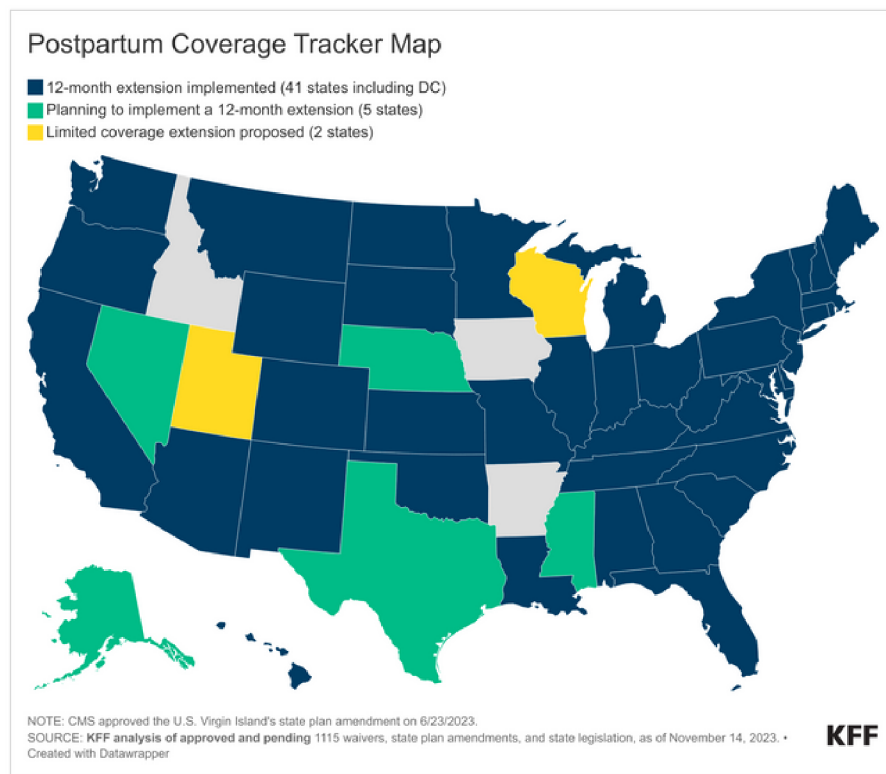 Postpartum Coverage Tracker Map
12-month extension implemented (41 states including DC)
Planning to implement a 12-month extension (5 states)
Limited coverage extension proposed (2 states)
NOTE: CMS approved the U.S. Virgin Island's state plan amendment on 6/23/2023.
SOURCE: KFF analysis of approved and pending 1115 waivers, state plan amendments, and state legislation, as of November 14, 2023. •
Created with Datawrapper
KFF